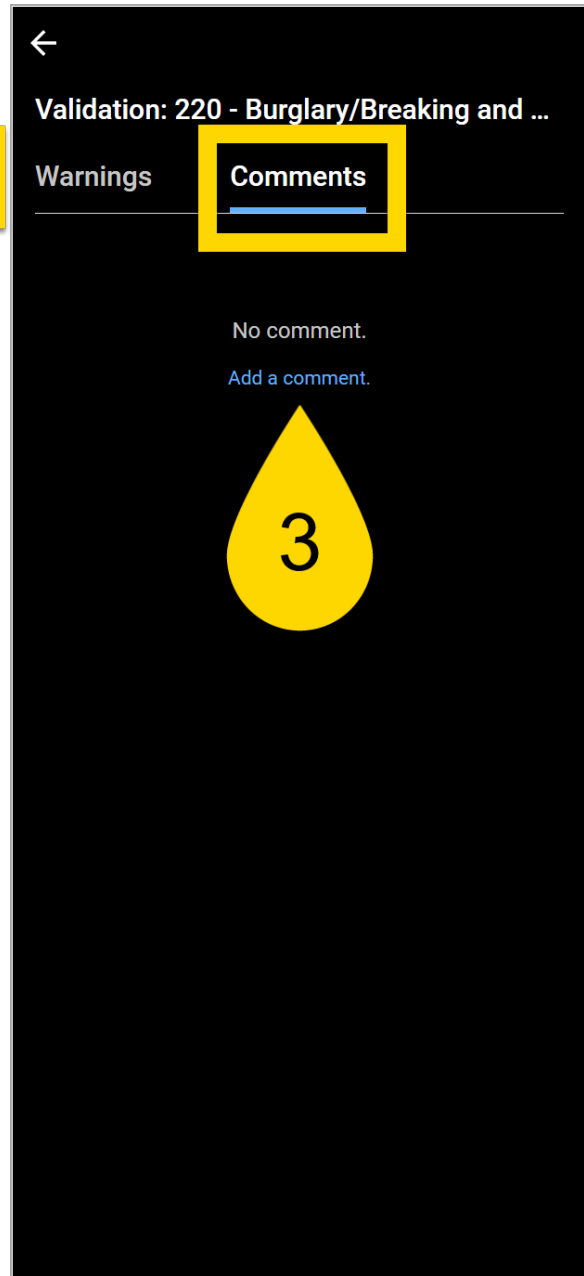 Validation: 220 - Burglary/Breaking and ...
Warnings Comments
No comment.
Add a comment.
3